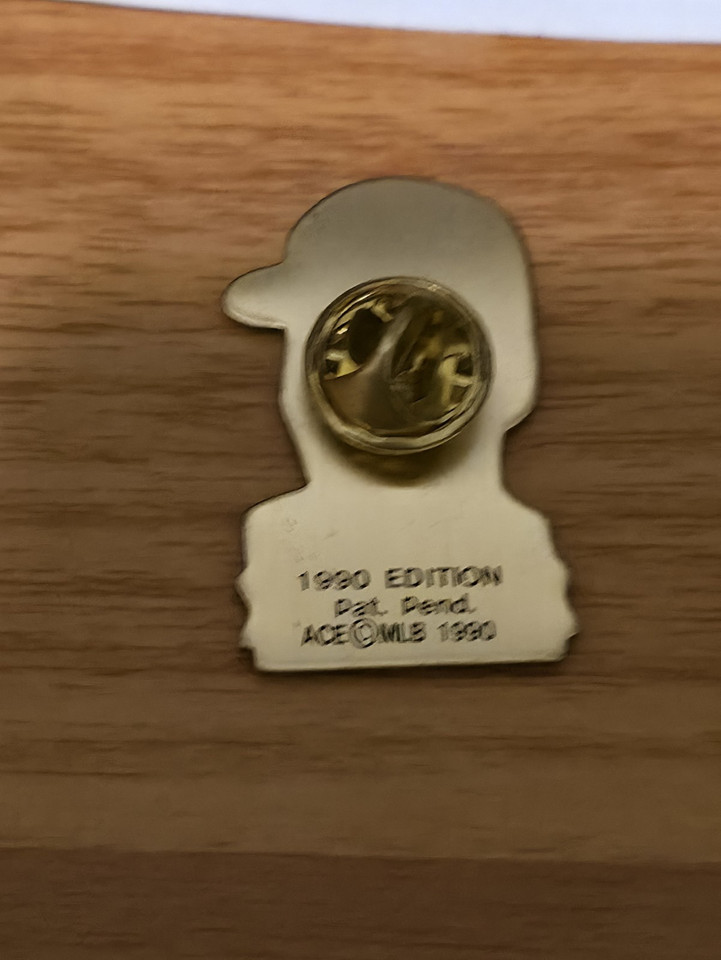 1990 EDITION
Pat. Pend.
ACE©MLB 1990